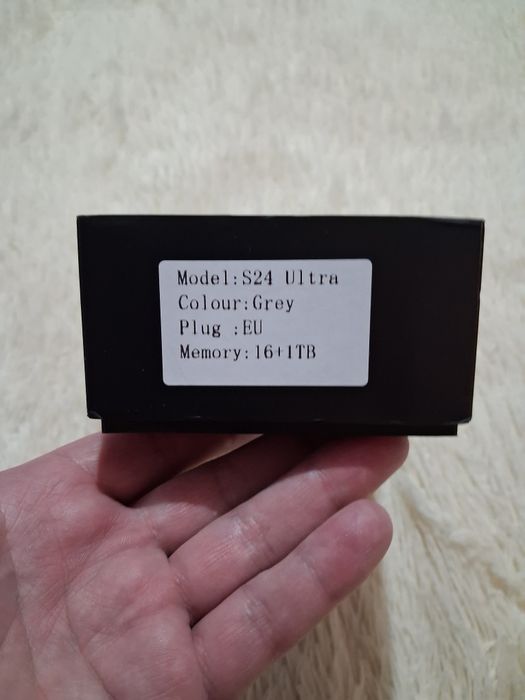 Model:S24 Ultra
Colour:Grey
Plug :EU
Memory:16+1TB